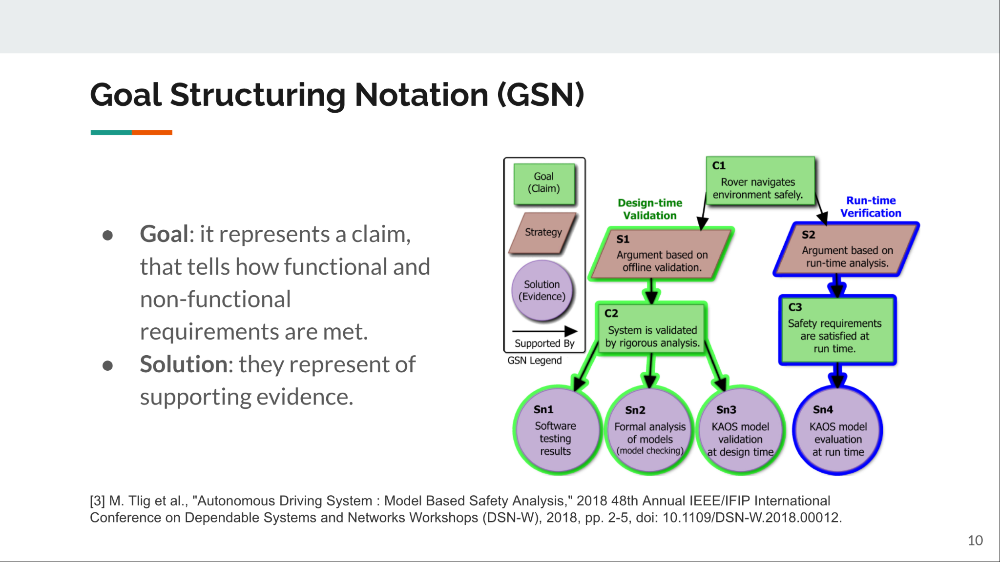 Goal Structuring Notation (GSN)
● Goal: it represents a claim,
that tells how functional and
non-functional
requirements are met.
● Solution: they represent of
supporting evidence.
Goal
(Claim)
Strategy
Solution
(Evidence)
Supported By
GSN Legend
C1
Rover navigates
environment safely.
Design-time
Validation
Run-time
Verification
S1
Argument based on
offline validation.
S2
Argument based on
run-time analysis.
C2
System is validated
by rigorous analysis.
C3
Safety requirements
are satisfied at
run time.
Sn1
Software
testing
results
Sn2
Formal analysis
of models
(model checking)
Sn3
KAOS model
validation
at design time
Sn4
KAOS model
evaluation
at run time
[3] M. Tlig et al., "Autonomous Driving System : Model Based Safety Analysis," 2018 48th Annual IEEE/IFIP International
Conference on Dependable Systems and Networks Workshops (DSN-W), 2018, pp. 2-5, doi: 10.1109/DSN-W.2018.00012.
10